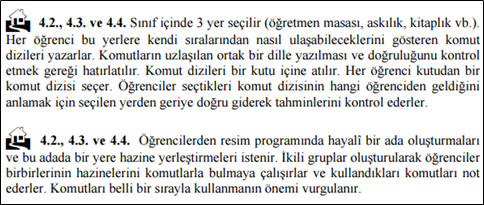 4.2., 4.3. ve 4.4. Sınıf içinde 3 yer seçilir (öğretmen masası, askılık, kitaplık vb.).
Her öğrenci bu yerlere kendi sıralarından nasıl ulaşabileceklerini gösteren komut
dizileri yazarlar. Komutların uzlaşılan ortak bir dille yazılması ve doğruluğunu kontrol
etmek gereği hatırlatılır. Komut dizileri bir kutu içine atılır. Her öğrenci kutudan bir
komut dizisi seçer. Öğrenciler seçtikleri komut dizisinin hangi öğrenciden geldiğini
anlamak için seçilen yerden geriye doğru giderek tahminlerini kontrol ederler.
4.2., 4.3. ve 4.4. Öğrencilerden resim programında hayalî bir ada oluşturmaları
ve bu adada bir yere hazine yerleştirmeleri istenir. İkili gruplar oluşturularak öğrenciler
birbirlerinin hazinelerini komutlarla bulmaya çalışırlar ve kullandıkları komutları not
ederler. Komutları belli bir sırayla kullanmanın önemi vurgulanır.